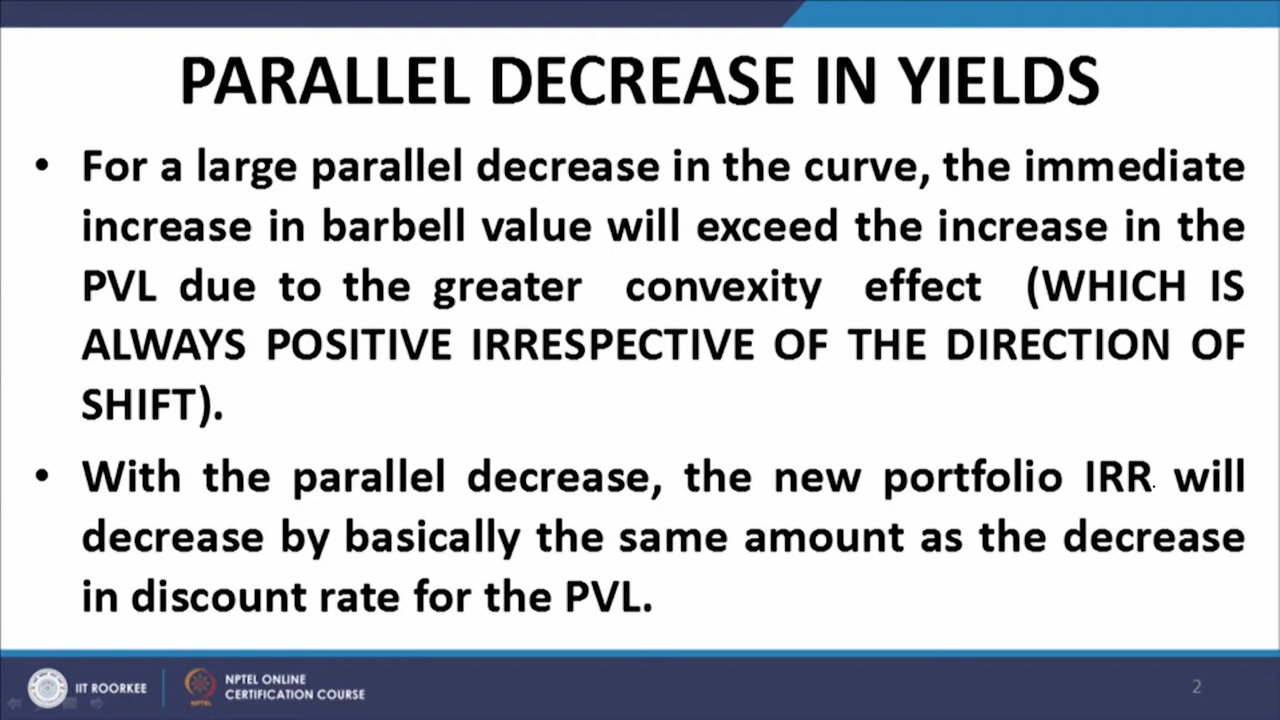 PARALLEL DECREASE IN YIELDS
• For a large parallel decrease in the curve, the immediate
increase in barbell value will exceed the increase in the
PVL due to the greater convexity effect (WHICH IS
ALWAYS POSITIVE IRRESPECTIVE OF THE DIRECTION OF
SHIFT).
• With the parallel decrease, the new portfolio IRR will
decrease by basically the same amount as the decrease
in discount rate for the PVL.
IIT ROORKEE
NPTEL
NPTEL ONLINE
CERTIFICATION COURSE
2